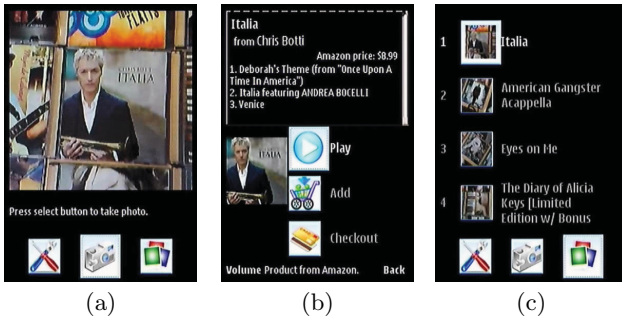 FLATTS
ITALIA
Press select button to take photo.
(a)
Italia
from Chris Botti
Amazon price: $8.99
1. Deborah's Theme (from "Once Upon A
Time In America")
2. Italia featuring ANDREA BOCELLI
3. Venice
ITALIA
Play
Add
Checkout
Volume Product from Amazon. Back
(b)
1 Italia
2 American Gangster
Acappella
3 Eyes on Me
4 The Diary of Alicia
Keys [Limited
Edition w/ Bonus
(c)